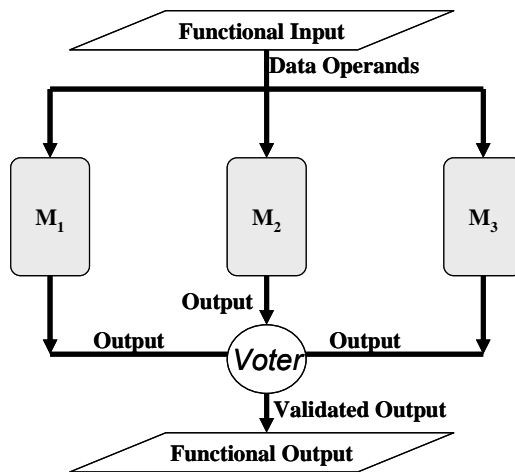 Functional Input
Data Operands
M₁
M₂
M₃
Output
Output
Output
Voter
Validated Output
Functional Output